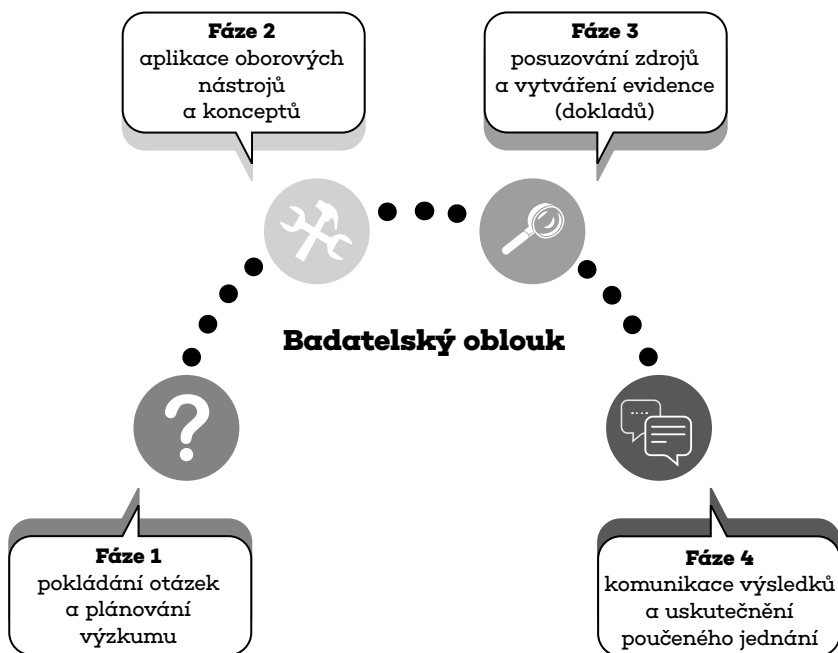 Fáze 2
aplikace oborových
nástrojů
a konceptů
Fáze 3
posuzování zdrojů
a vytváření evidence
(dokladů)
Badatelský oblouk
?
Fáze 1
pokládání otázek
a plánování
výzkumu
Fáze 4
komunikace výsledků
a uskutečnění
poučeného jednání